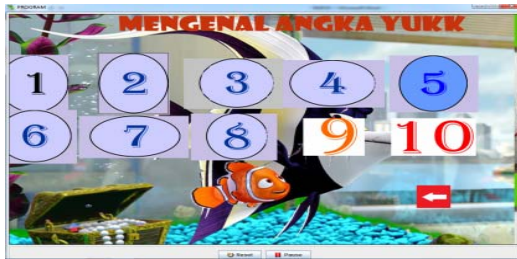 PROGRAM
MENGENAL ANGKA YUKK
1 2 3 4 5
6 7 8 9 10
Reset Pause